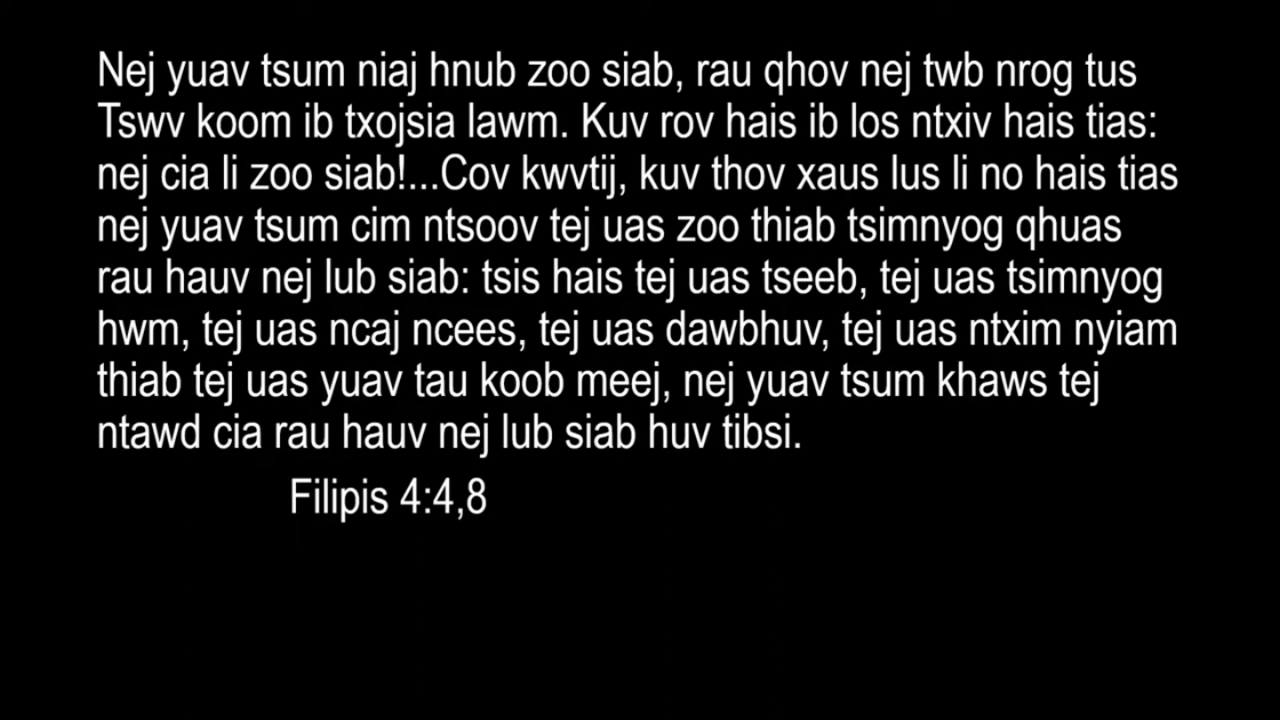 Nej yuav tsum niaj hnub zoo siab, rau qhov nej twb nrog tus
Tswv koom ib txojsia lawm. Kuv rov hais ib los ntxiv hais tias:
nej cia li zoo siab!...Cov kwvtij, kuv thov xaus lus li no hais tias
nej yuav tsum cim ntsoov tej uas zoo thiab tsimnyog qhuas
rau hauv nej lub siab: tsis hais tej uas tseeb, tej uas tsimnyog
hwm, tej uas ncaj ncees, tej uas dawbhuv, tej uas ntxim nyiam
thiab tej uas yuav tau koob meej, nej yuav tsum khaws tej
ntawd cia rau hauv nej lub siab huv tibsi.
Filipis 4:4,8